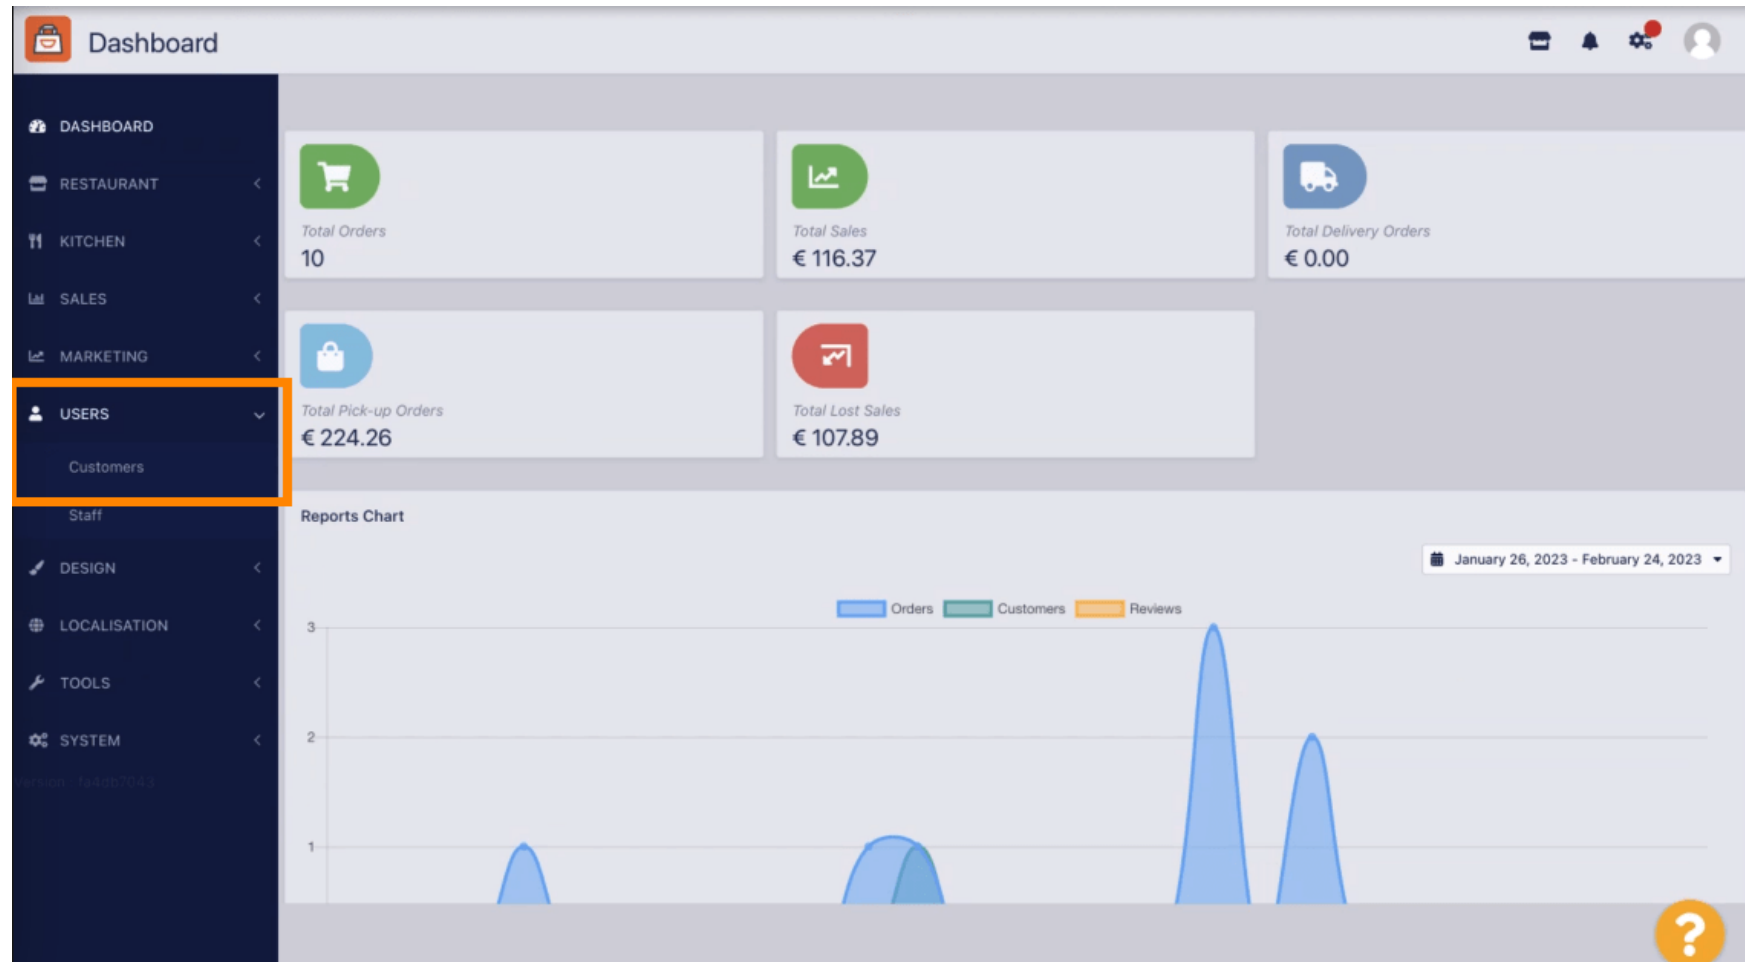 Dashboard
DASHBOARD
RESTAURANT
KITCHEN
SALES
MARKETING
USERS
Customers
Staff
DESIGN
LOCALISATION
TOOLS
SYSTEM
Total Orders
10
Total Sales
€ 116.37
Total Delivery Orders
€ 0.00
Total Pick-up Orders
€ 224.26
Total Lost Sales
€ 107.89
Reports Chart
January 26, 2023 - February 24, 2023
Orders Customers Reviews
3
2
1
?